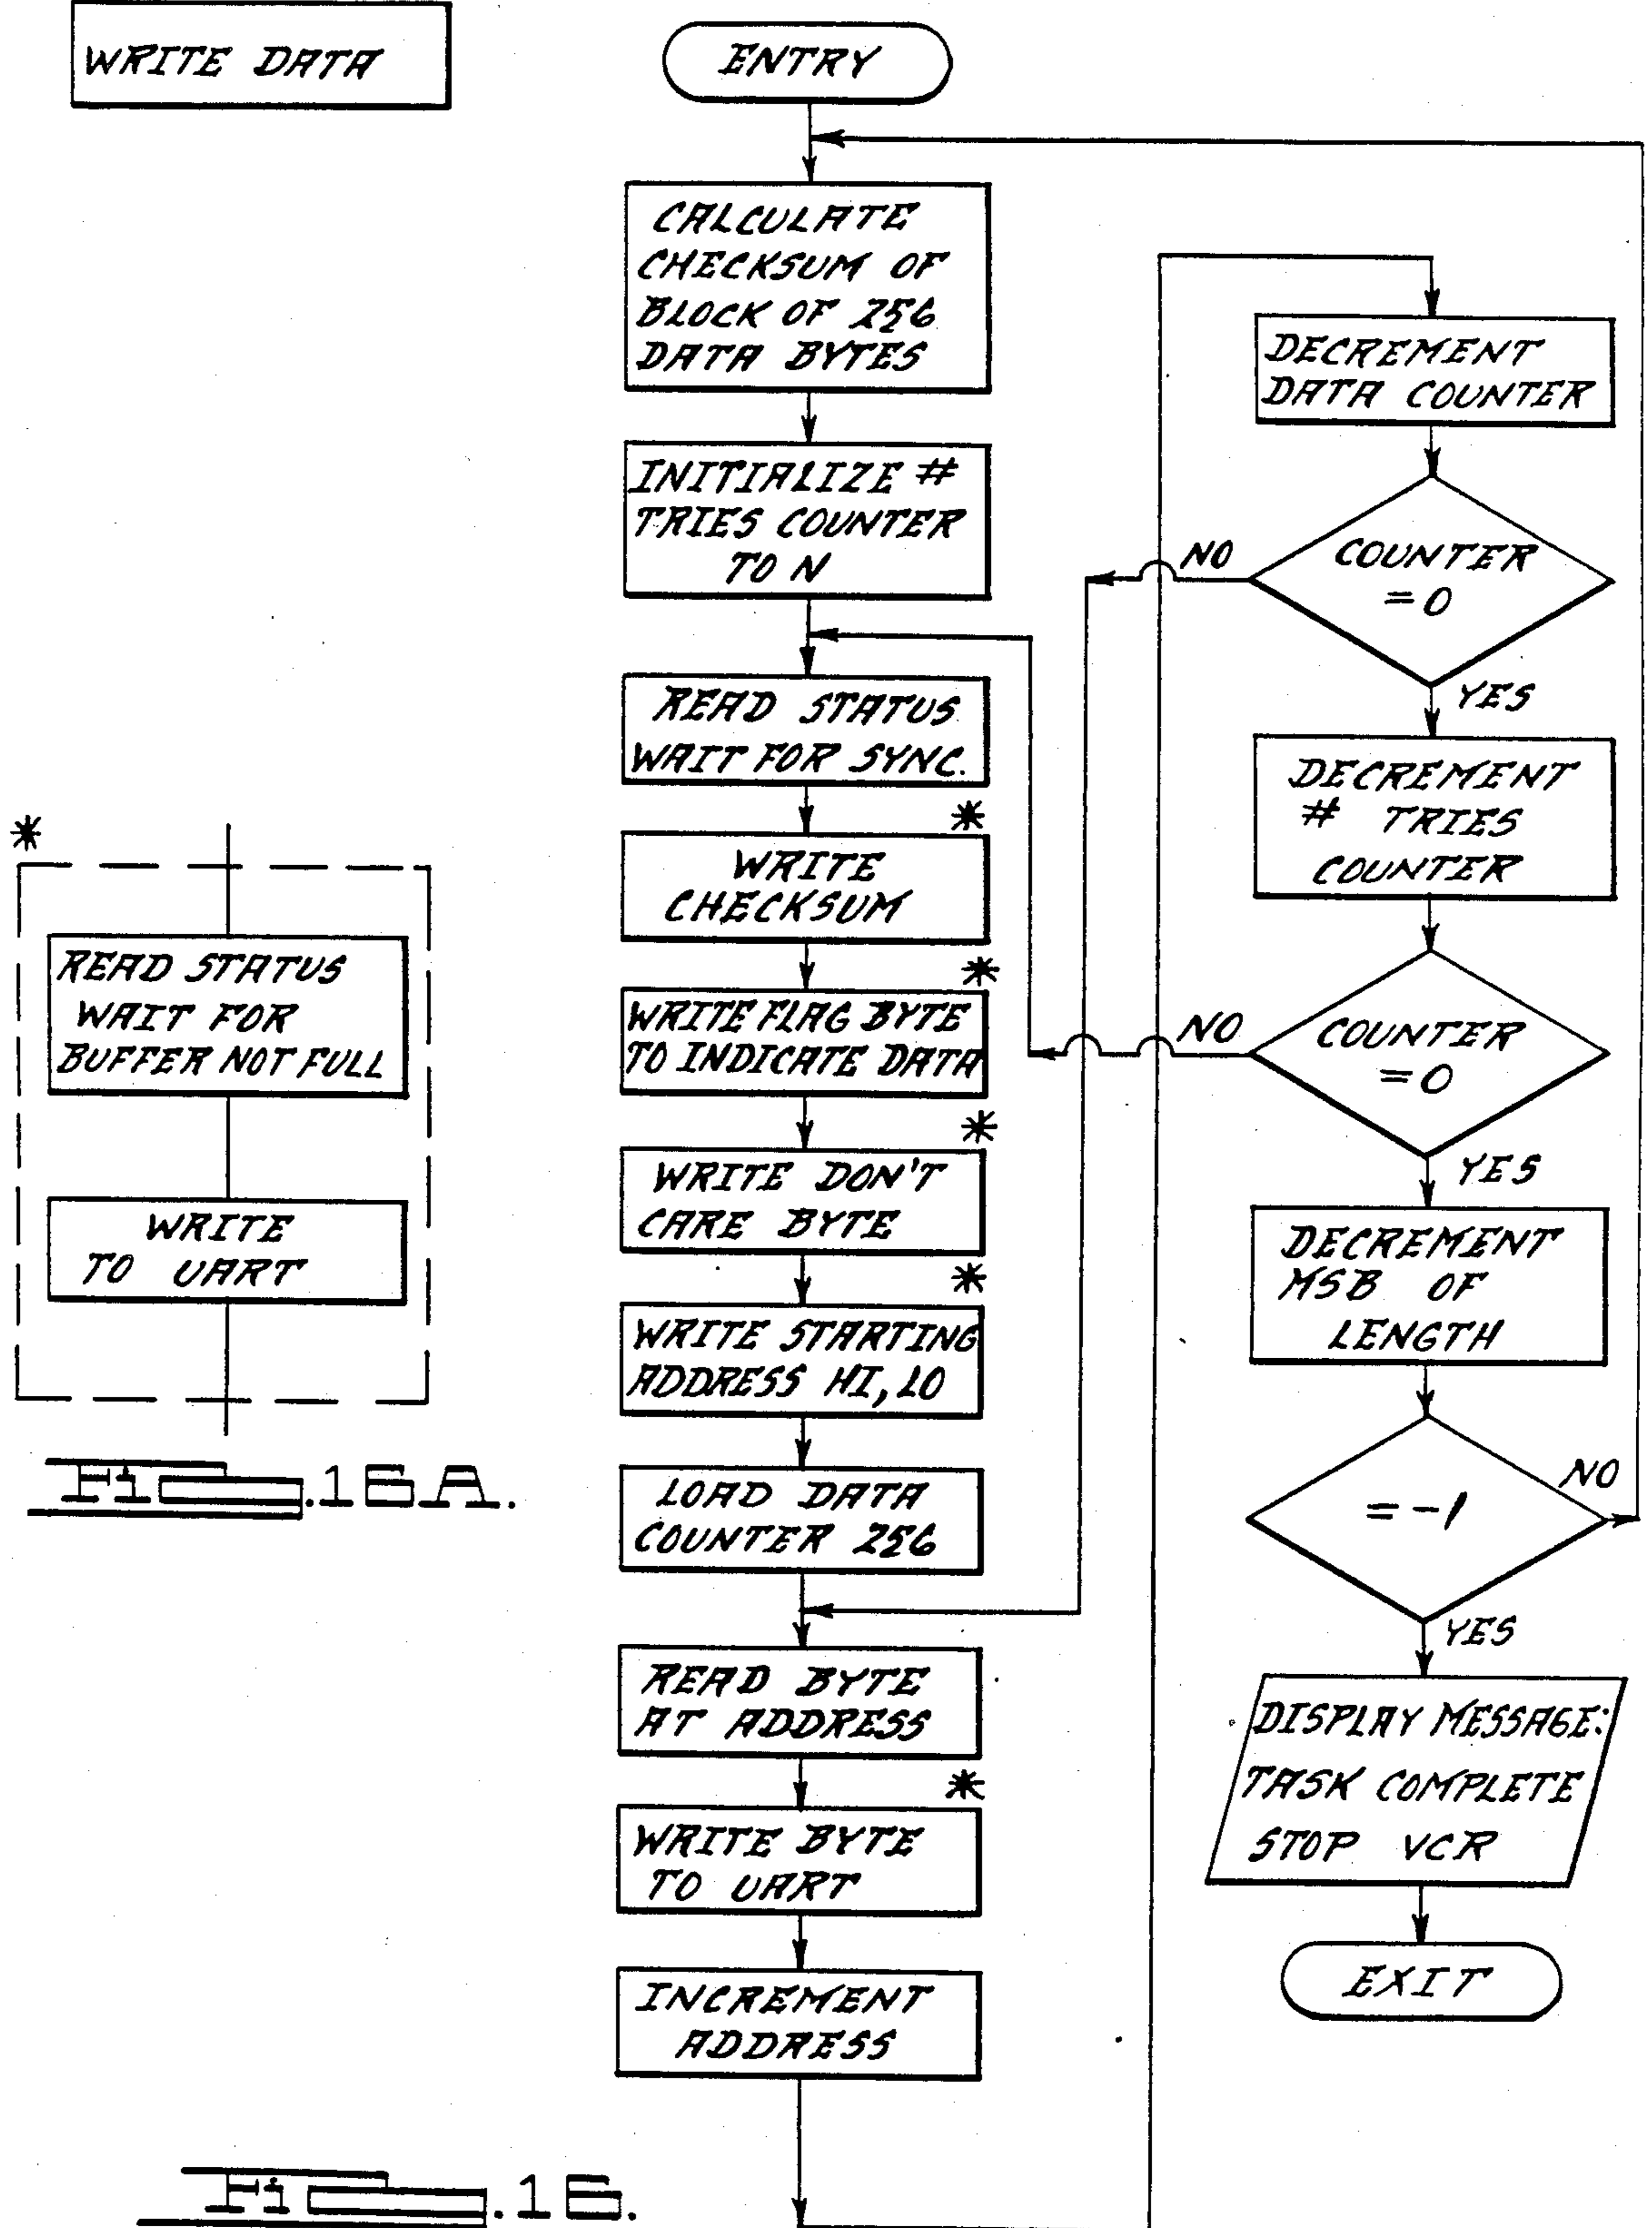 WRITE DATA
ENTRY
CALCULATE
CHECKSUM OF
BLOCK OF 256
DATA BYTES
INITIALIZE #
TRIES COUNTER
TO N
READ STATUS
WAIT FOR SYNC.
*
WRITE
CHECKSUM
*
WRITE FLAG BYTE
TO INDICATE DATA
*
WRITE DON'T
CARE BYTE
*
WRITE STARTING
ADDRESS HI, LO
LOAD DATA
COUNTER 256
READ BYTE
AT ADDRESS
*
WRITE BYTE
TO UART
INCREMENT
ADDRESS
DECREMENT
DATA COUNTER
COUNTER
= 0
NO
YES
DECREMENT
# TRIES
COUNTER
COUNTER
= 0
NO
YES
DECREMENT
MSB OF
LENGTH
= -1
NO
YES
DISPLAY MESSAGE:
TASK COMPLETE
STOP VCR
EXIT
*
READ STATUS
WAIT FOR
BUFFER NOT FULL
WRITE
TO UART
FIG.16A.
FIG.16.